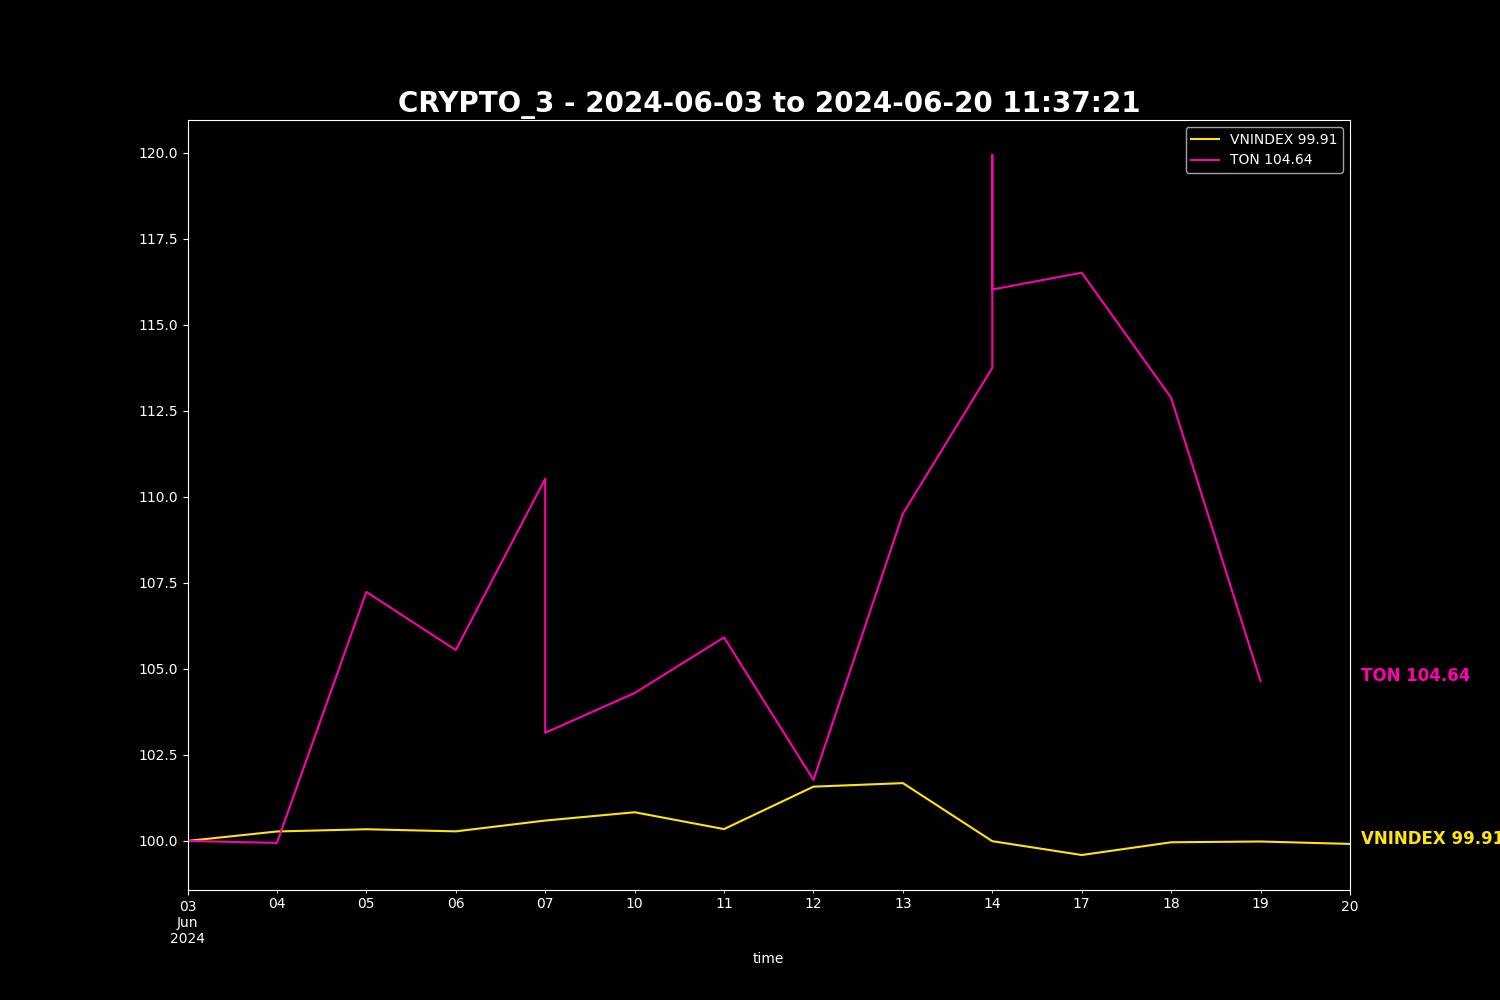 CRYPTO_3 - 2024-06-03 to 2024-06-20 11:37:21
VNINDEX 99.91
TON 104.64
120.0
117.5
115.0
112.5
110.0
107.5
105.0
102.5
100.0
TON 104.64
VNINDEX 99.91
03 04 05 06 07 10 11 12 13 14 17 18 19 20
Jun
2024
time